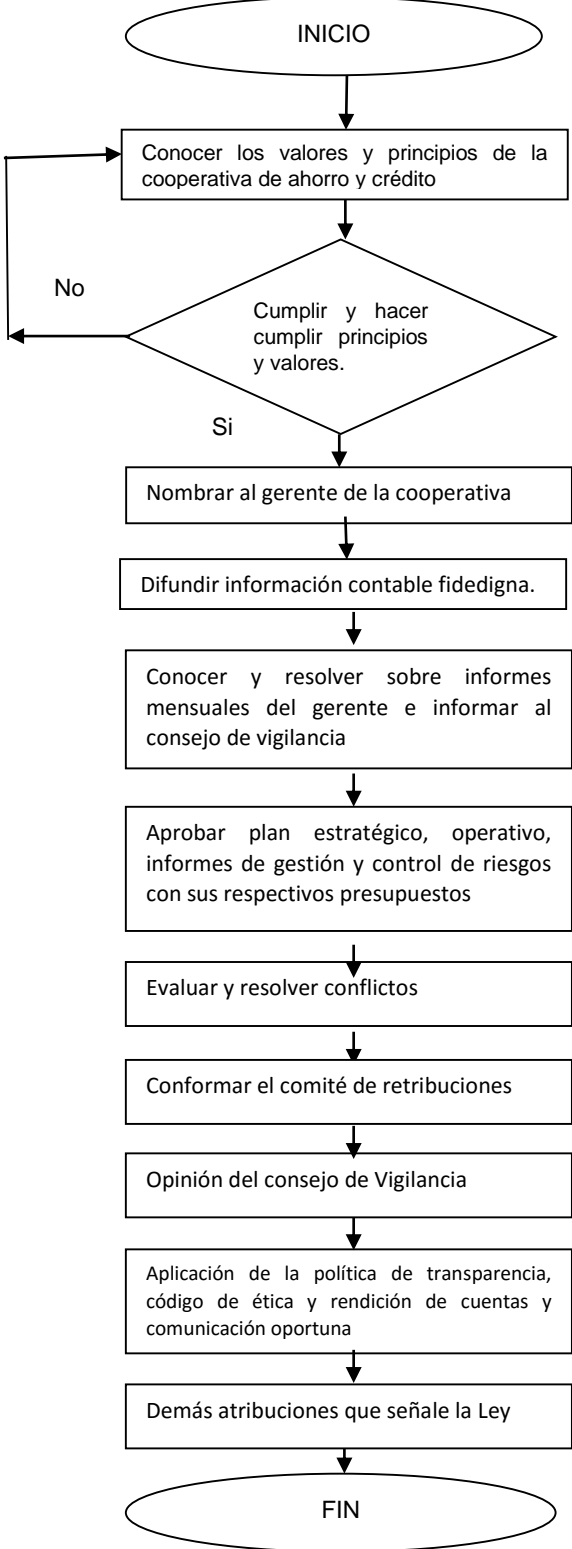 INICIO
Conocer los valores y principios de la
cooperativa de ahorro y crédito
No
Cumplir y hacer
cumplir principios
y valores.
Si
Nombrar al gerente de la cooperativa
Difundir información contable fidedigna.
Conocer y resolver sobre informes
mensuales del gerente e informar al
consejo de vigilancia
Aprobar plan estratégico, operativo,
informes de gestión y control de riesgos
con sus respectivos presupuestos
Evaluar y resolver conflictos
Conformar el comité de retribuciones
Opinión del consejo de Vigilancia
Aplicación de la política de transparencia,
código de ética y rendición de cuentas y
comunicación oportuna
Demás atribuciones que señale la Ley
FIN